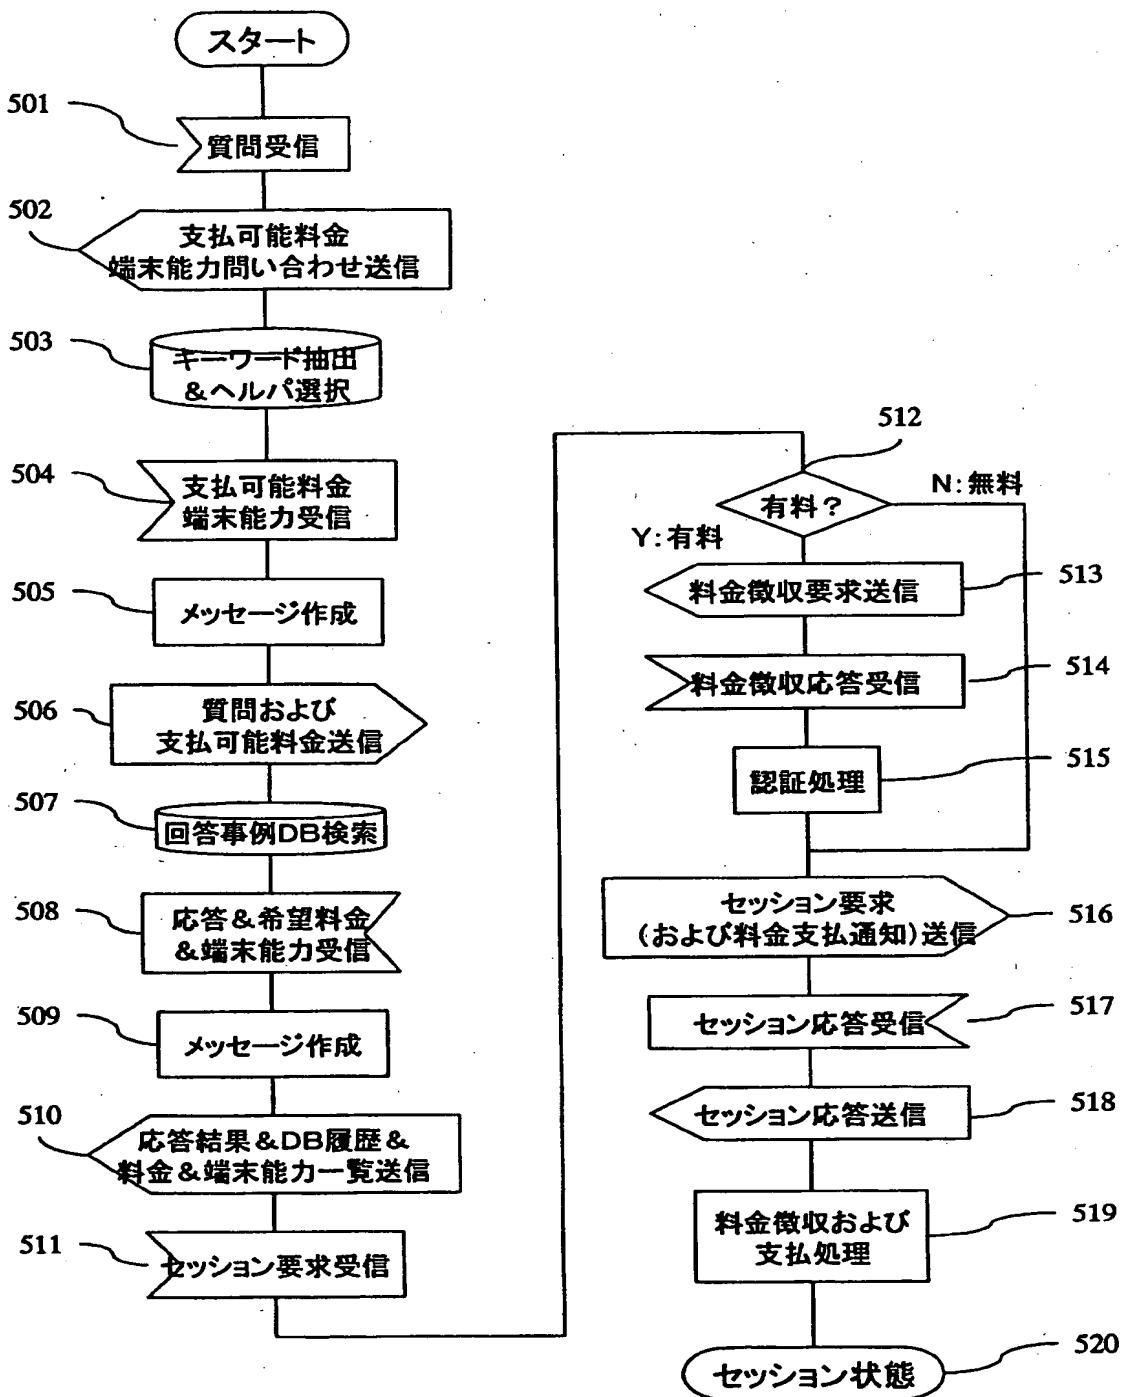 スタート
501
質問受信
502
支払可能料金
端末能力問い合わせ送信
503
キーワード抽出
&ヘルパ選択
504
支払可能料金
端末能力受信
505
メッセージ作成
506
質問および
支払可能料金送信
507
回答事例DB検索
508
応答&希望料金
&端末能力受信
509
メッセージ作成
510
応答結果&DB履歴&
料金&端末能力一覧送信
511
セッション要求受信
512
有料?
N:無料
Y:有料
料金徴収要求送信
513
料金徴収応答受信
514
認証処理
515
セッション要求
(および料金支払通知)送信
516
セッション応答受信
517
セッション応答送信
518
料金徴収および
支払処理
519
セッション状態
520